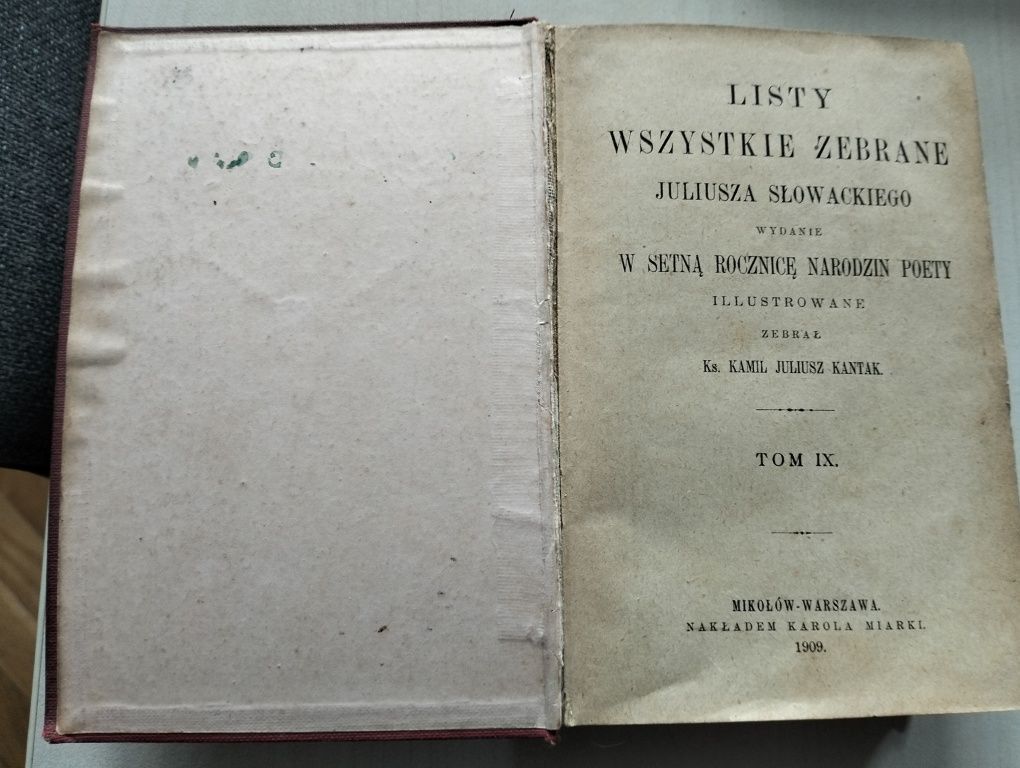 LISTY
WSZYSTKIE ZEBRANE
JULIUSZA SŁOWACKIEGO
WYDANIE
W SETNĄ ROCZNICĘ NARODZIN POETY
ILLUSTROWANE
ZEBRAŁ
Ks. KAMIL JULIUSZ KANTAK.
TOM IX.
MIKOŁÓW-WARSZAWA.
NAKŁADEM KAROLA MIARKI.
1909.